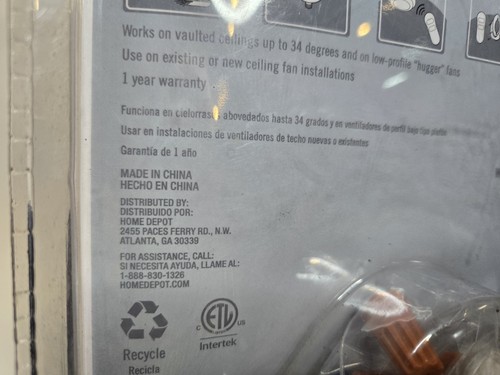 Works on vaulted ceilings up to 34 degrees and on low-profile "hugger" fans
Use on existing or new ceiling fan installations
1 year warranty
Funciona en cielorrasos abovedados hasta 34 grados y en ventiladores de perfil bajo tipo
Usar en instalaciones de ventiladores de techo nuevas o existentes
Garantía de 1 año
MADE IN CHINA
HECHO EN CHINA
DISTRIBUTED BY:
DISTRIBUIDO POR:
HOME DEPOT
2455 PACES FERRY RD., N.W.
ATLANTA, GA 30339
FOR ASSISTANCE, CALL:
SI NECESITA AYUDA, LLAME AL:
1-888-830-1326
HOMEDEPOT.COM
C ETL US
Intertek
Recycle
Recicla